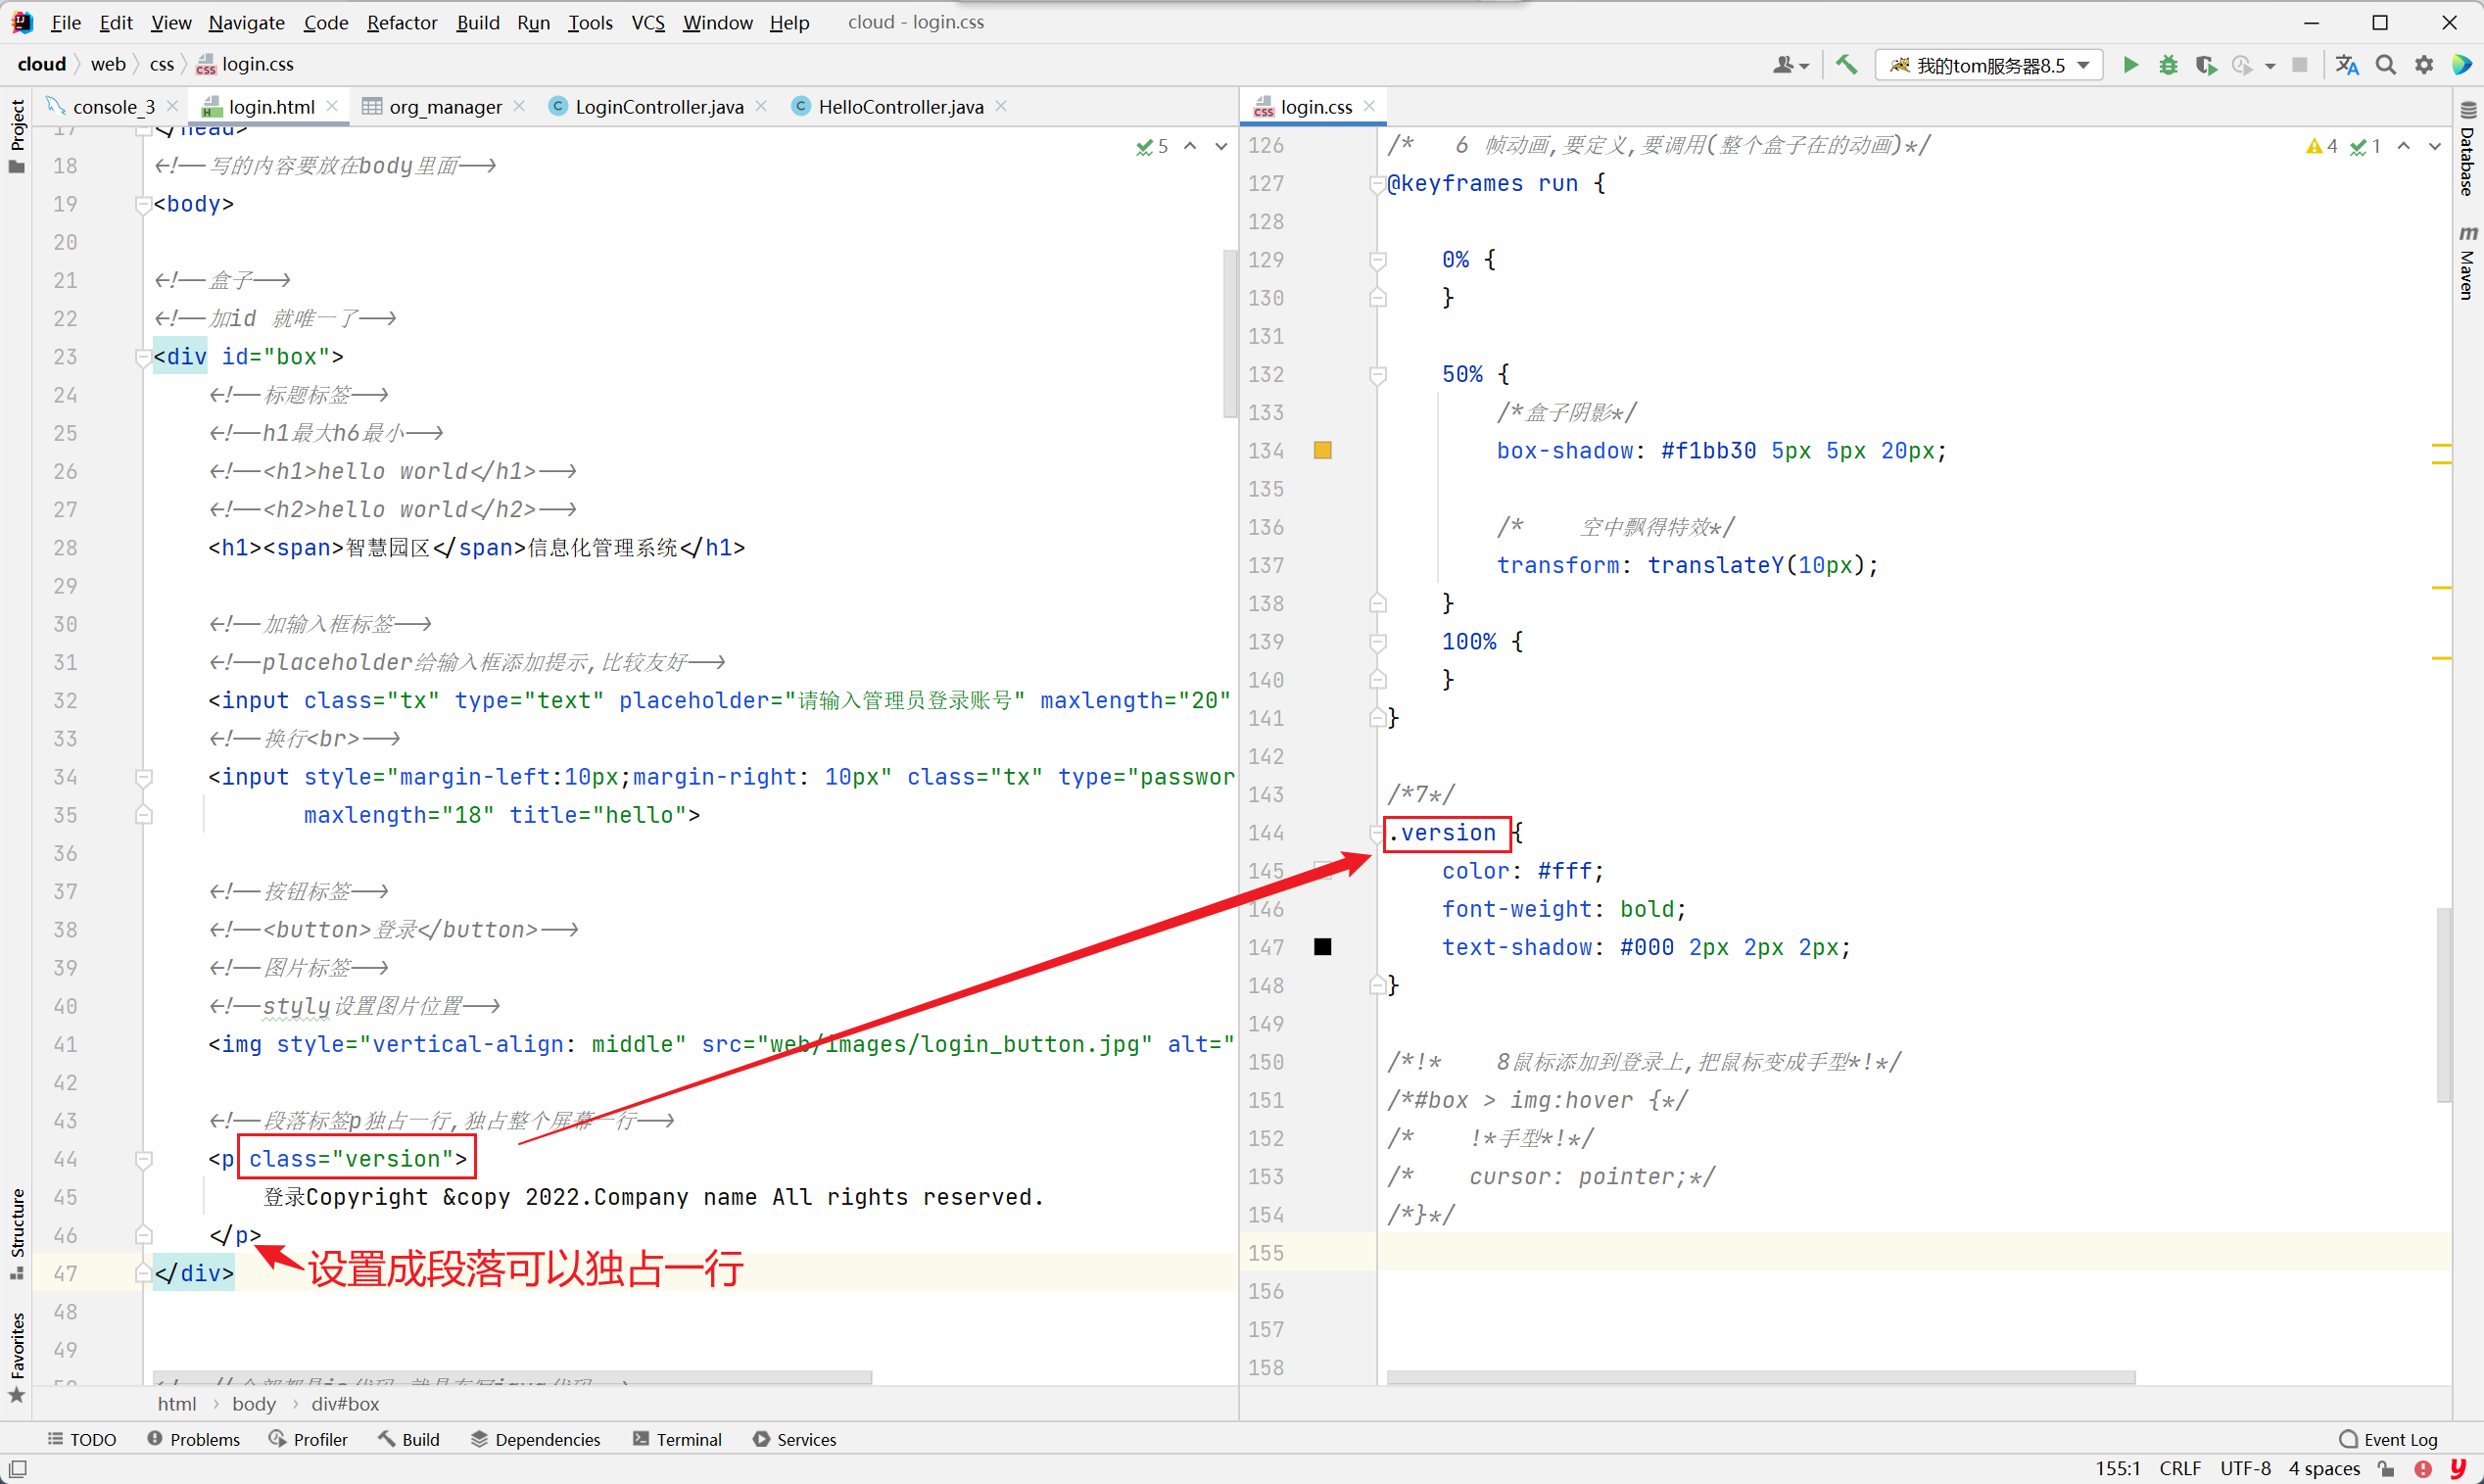 File Edit View Navigate Code Refactor Build Run Tools VCS Window Help cloud - login.css
cloud web css login.css 我的tom服务器8.5
console_3 login.html org_manager LoginController.java HelloController.java login.css
Project
Structure
Favorites
Database
Maven
5
17 </head>
18 <!--写的内容要放在body里面-->
19 <body>
20
21 <!--盒子-->
22 <!--加id 就唯一了-->
23 <div id="box">
24 <!--标题标签-->
25 <!--h1最大h6最小-->
26 <!--<h1>hello world</h1>-->
27 <!--<h2>hello world</h2>-->
28 <h1><span>智慧园区</span>信息化管理系统</h1>
29
30 <!--加输入框标签-->
31 <!--placeholder给输入框添加提示,比较友好-->
32 <input class="tx" type="text" placeholder="请输入管理员登录账号" maxlength="20"
33 <!--换行<br>-->
34 <input style="margin-left:10px;margin-right: 10px" class="tx" type="passwor
35 maxlength="18" title="hello">
36
37 <!--按钮标签-->
38 <!--<button>登录</button>-->
39 <!--图片标签-->
40 <!--styly设置图片位置-->
41 <img style="vertical-align: middle" src="web/images/login_button.jpg" alt="
42
43 <!--段落标签p独占一行,独占整个屏幕一行-->
44 <p class="version">
45 登录Copyright &copy 2022.Company name All rights reserved.
46 </p>
设置成段落可以独占一行
47 </div>
48
49
4 1
126 /* 6 帧动画,要定义,要调用(整个盒子在的动画)*/
127 @keyframes run {
128
129 0% {
130 }
131
132 50% {
133 /*盒子阴影*/
134 box-shadow: #f1bb30 5px 5px 20px;
135
136 /* 空中飘得特效*/
137 transform: translateY(10px);
138 }
139 100% {
140 }
141 }
142
143 /*7*/
144 .version {
145 color: #fff;
146 font-weight: bold;
147 text-shadow: #000 2px 2px 2px;
148 }
149
150 /*!* 8鼠标添加到登录上,把鼠标变成手型*!*/
151 /*#box > img:hover {*/
152 /* !*手型*!*/
153 /* cursor: pointer;*/
154 /*}*/
155
156
157
158
html body div#box
TODO Problems Profiler Build Dependencies Terminal Services Event Log
155:1 CRLF UTF-8 4 spaces